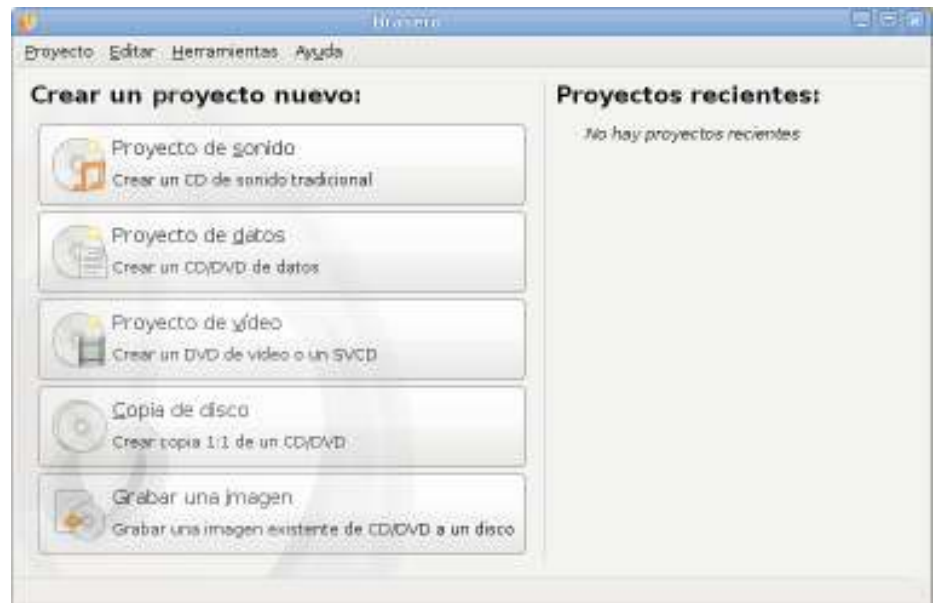 Brasero
Proyecto Editar Herramientas Ayuda
Crear un proyecto nuevo:
Proyecto de sonido
Crear un CD de sonido tradicional
Proyecto de datos
Crear un CD/DVD de datos
Proyecto de vídeo
Crear un DVD de vídeo o un SVCD
Copia de disco
Crear copia 1:1 de un CD/DVD
Grabar una imagen
Grabar una imagen existente de CD/DVD a un disco
Proyectos recientes:
No hay proyectos recientes